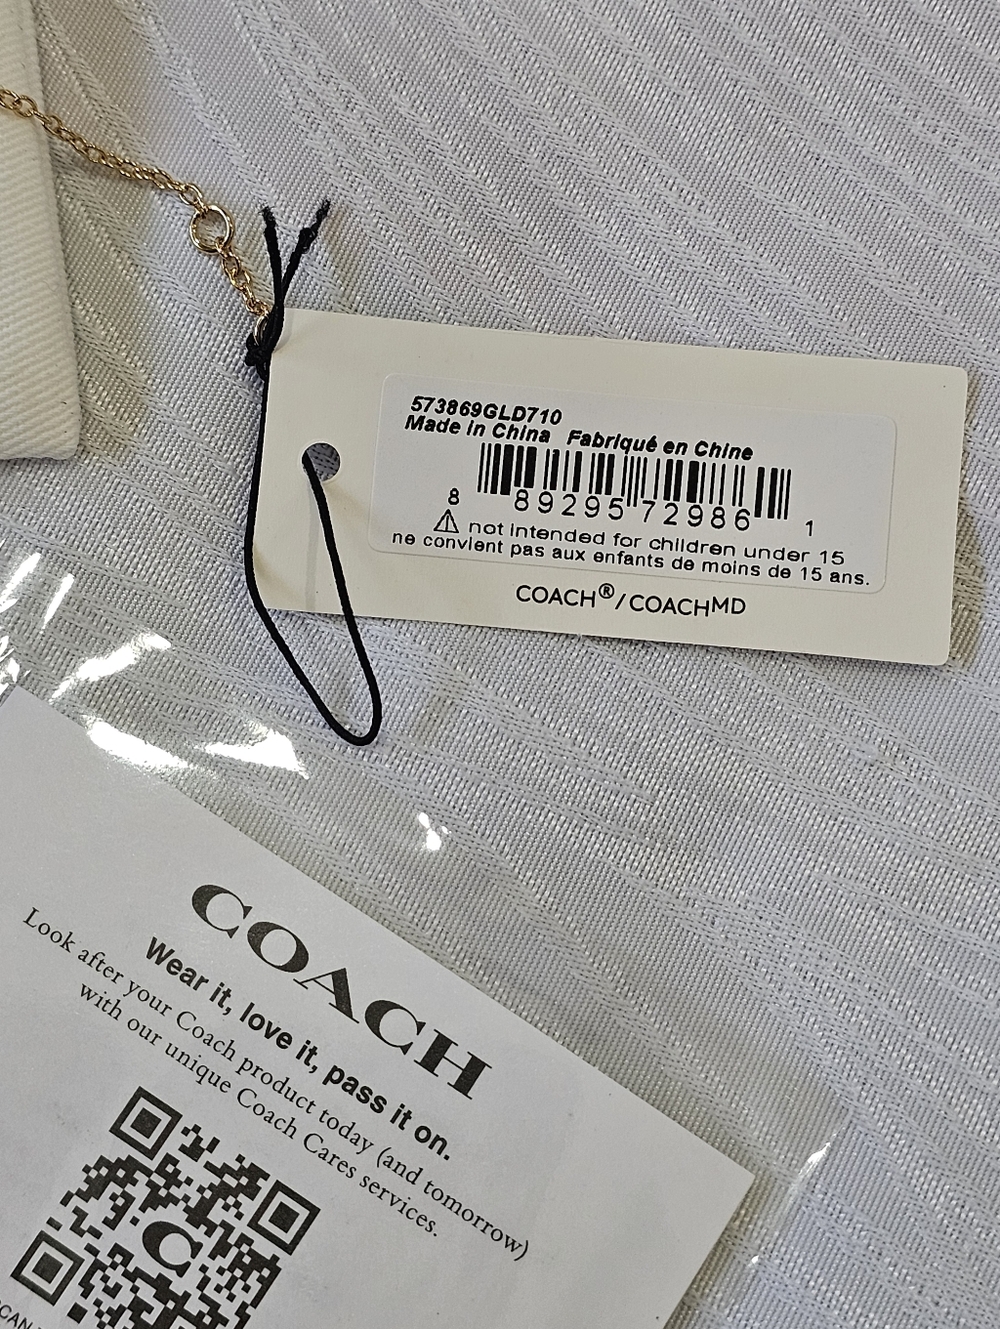 573869GLD710
Made in China Fabriqué en Chine
8 89295 72986 1
⚠ not intended for children under 15
ne convient pas aux enfants de moins de 15 ans.
COACH®/COACHMD
COACH
Wear it, love it, pass it on.
Look after your Coach product today (and tomorrow)
with our unique Coach Cares services.
C